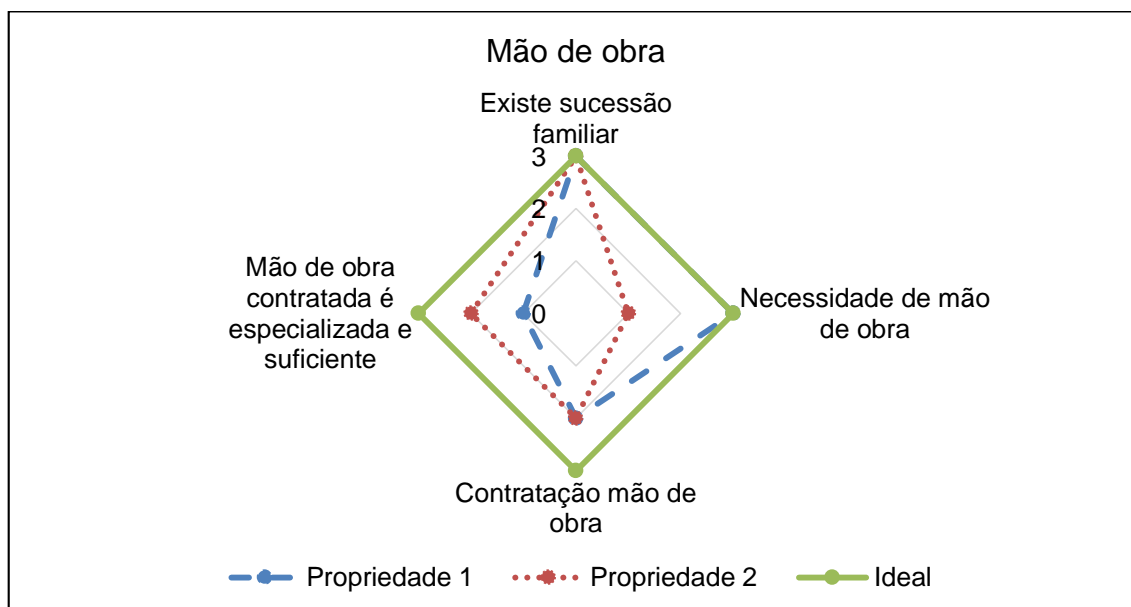 Mão de obra
Existe sucessão
familiar
3
2
1
0
Necessidade de mão
de obra
Contratação mão de
obra
Mão de obra
contratada é
especializada e
suficiente
Propriedade 1
Propriedade 2
Ideal